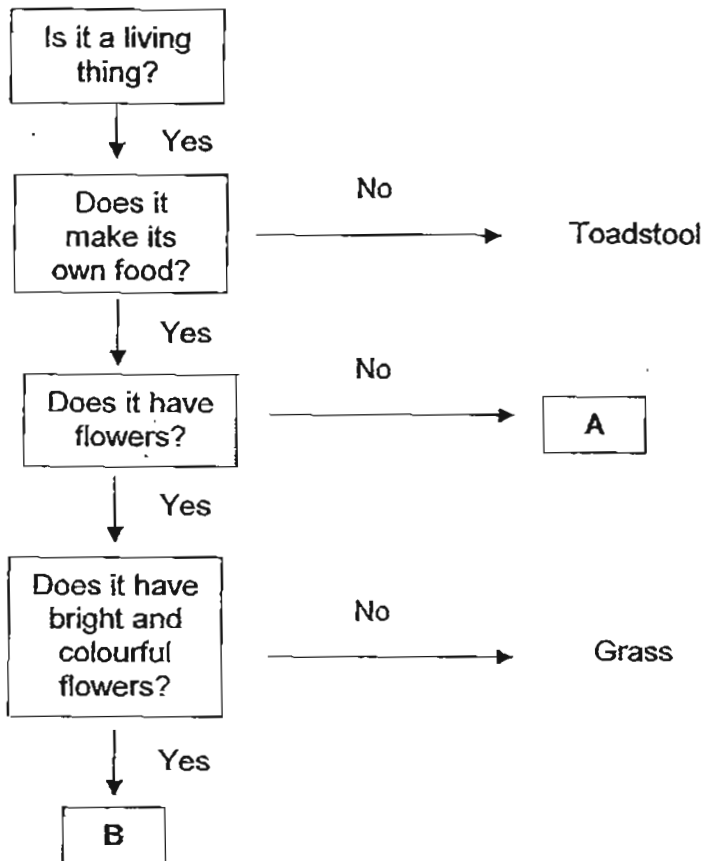 Is it a living
thing?
Yes
Does it
make its
own food?
No
Toadstool
Yes
Does it have
flowers?
No
A
Yes
Does it have
bright and
colourful
flowers?
No
Grass
Yes
B